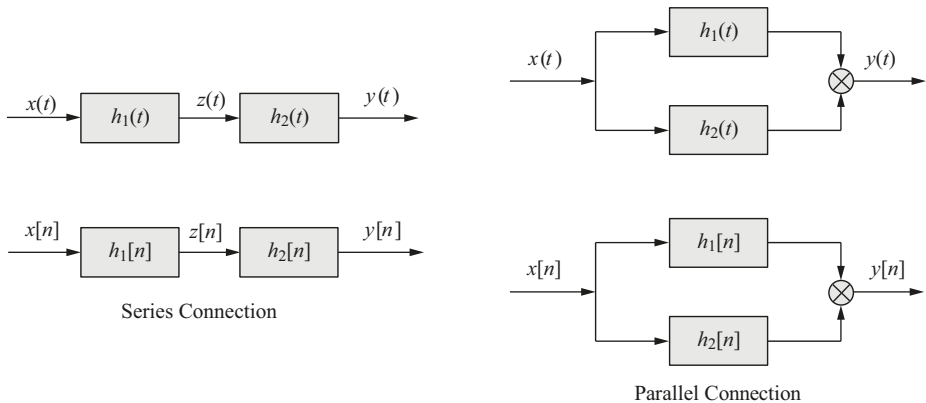 x(t)
h₁(t)
z(t)
h₂(t)
y(t)
x[n]
h₁[n]
z[n]
h₂[n]
y[n]
Series Connection
x(t)
h₁(t)
h₂(t)
y(t)
x[n]
h₁[n]
h₂[n]
y[n]
Parallel Connection